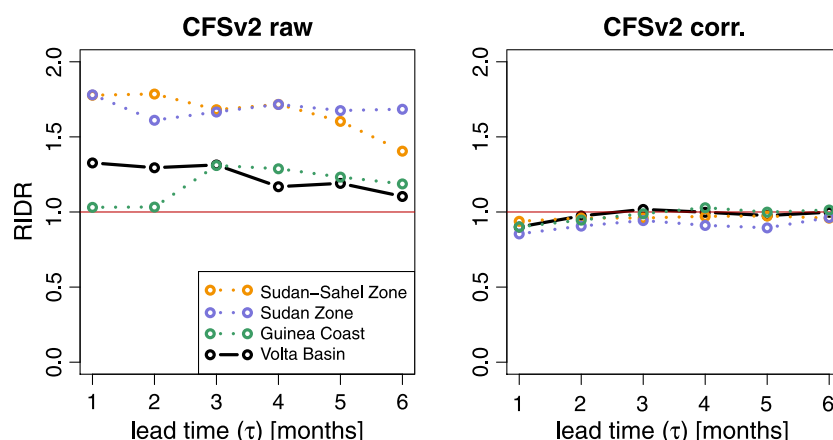 CFSv2 raw
RIDR
2.0
1.5
1.0
0.5
0.0
Sudan−Sahel Zone
Sudan Zone
Guinea Coast
Volta Basin
1 2 3 4 5 6
lead time (τ) [months]
CFSv2 corr.
2.0
1.5
1.0
0.5
0.0
1 2 3 4 5 6
lead time (τ) [months]